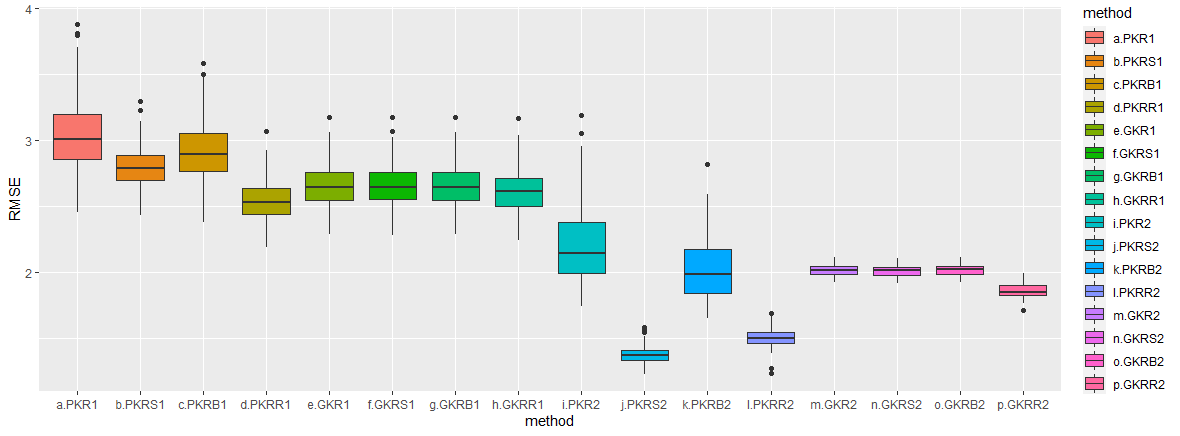 4
3
2
RMSE
a.PKR1 b.PKRS1 c.PKRB1 d.PKRR1 e.GKR1 f.GKRS1 g.GKRB1 h.GKRR1 i.PKR2 j.PKRS2 k.PKRB2 l.PKRR2 m.GKR2 n.GKRS2 o.GKRB2 p.GKRR2
method
method
a.PKR1
b.PKRS1
c.PKRB1
d.PKRR1
e.GKR1
f.GKRS1
g.GKRB1
h.GKRR1
i.PKR2
j.PKRS2
k.PKRB2
l.PKRR2
m.GKR2
n.GKRS2
o.GKRB2
p.GKRR2